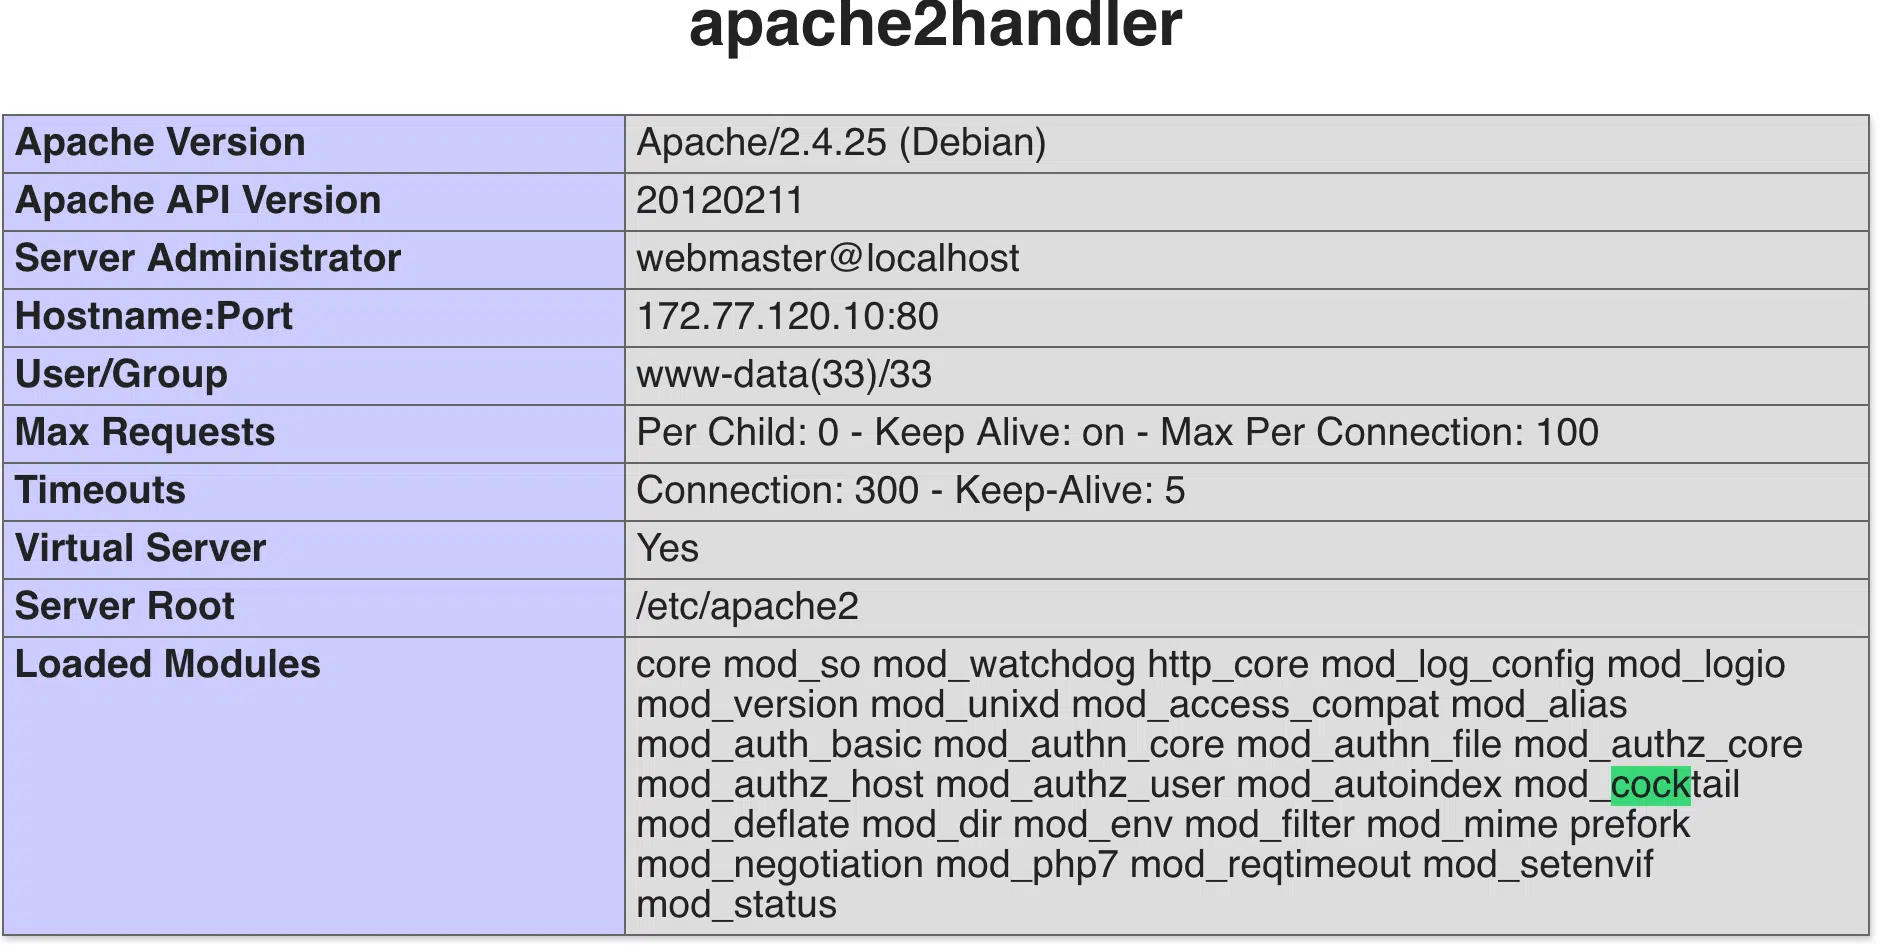 apache2handler
Apache Version Apache/2.4.25 (Debian)
Apache API Version 20120211
Server Administrator webmaster@localhost
Hostname:Port 172.77.120.10:80
User/Group www-data(33)/33
Max Requests Per Child: 0 - Keep Alive: on - Max Per Connection: 100
Timeouts Connection: 300 - Keep-Alive: 5
Virtual Server Yes
Server Root /etc/apache2
Loaded Modules core mod_so mod_watchdog http_core mod_log_config mod_logio
mod_version mod_unixd mod_access_compat mod_alias
mod_auth_basic mod_authn_core mod_authn_file mod_authz_core
mod_authz_host mod_authz_user mod_autoindex mod_cocktail
mod_deflate mod_dir mod_env mod_filter mod_mime prefork
mod_negotiation mod_php7 mod_reqtimeout mod_setenvif
mod_status